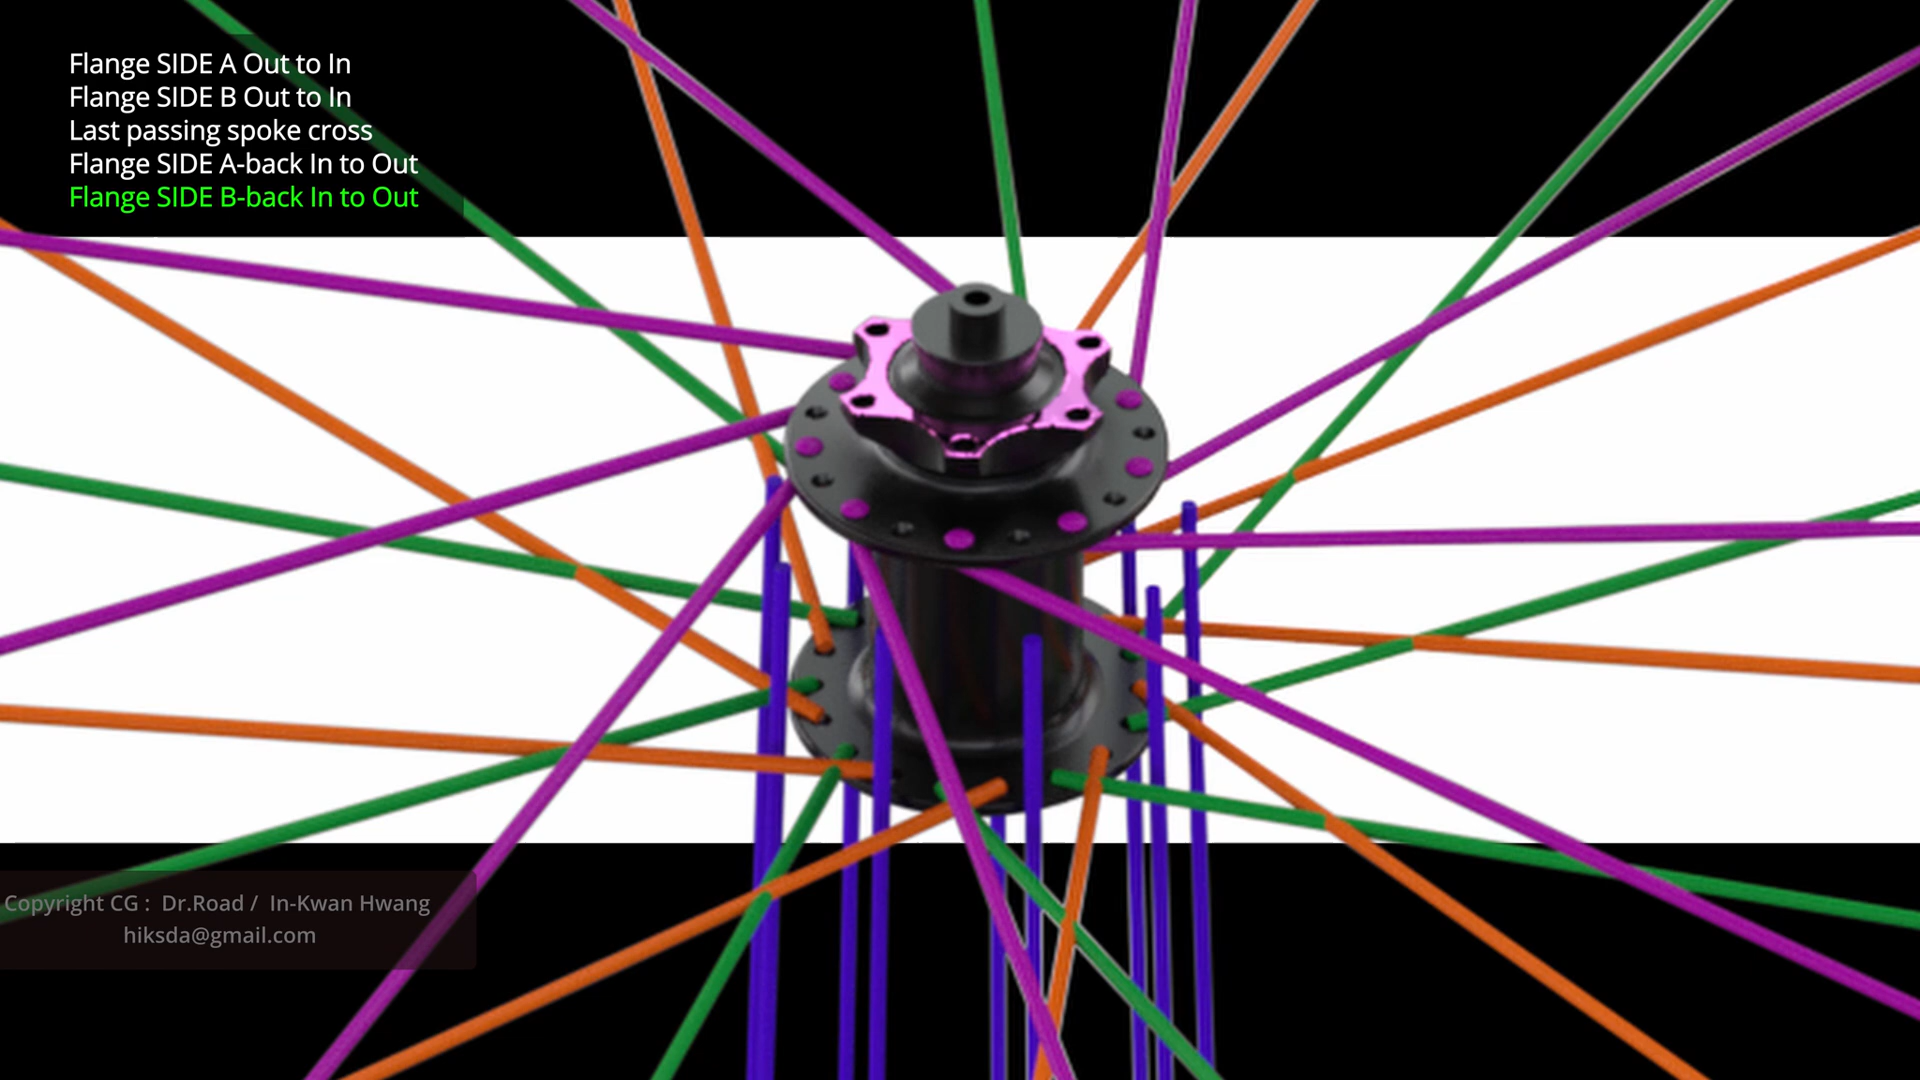 Flange SIDE A Out to In
Flange SIDE B Out to In
Last passing spoke cross
Flange SIDE A-back In to Out
Flange SIDE B-back In to Out
Copyright CG :  Dr.Road /  In-Kwan Hwang
hiksda@gmail.com